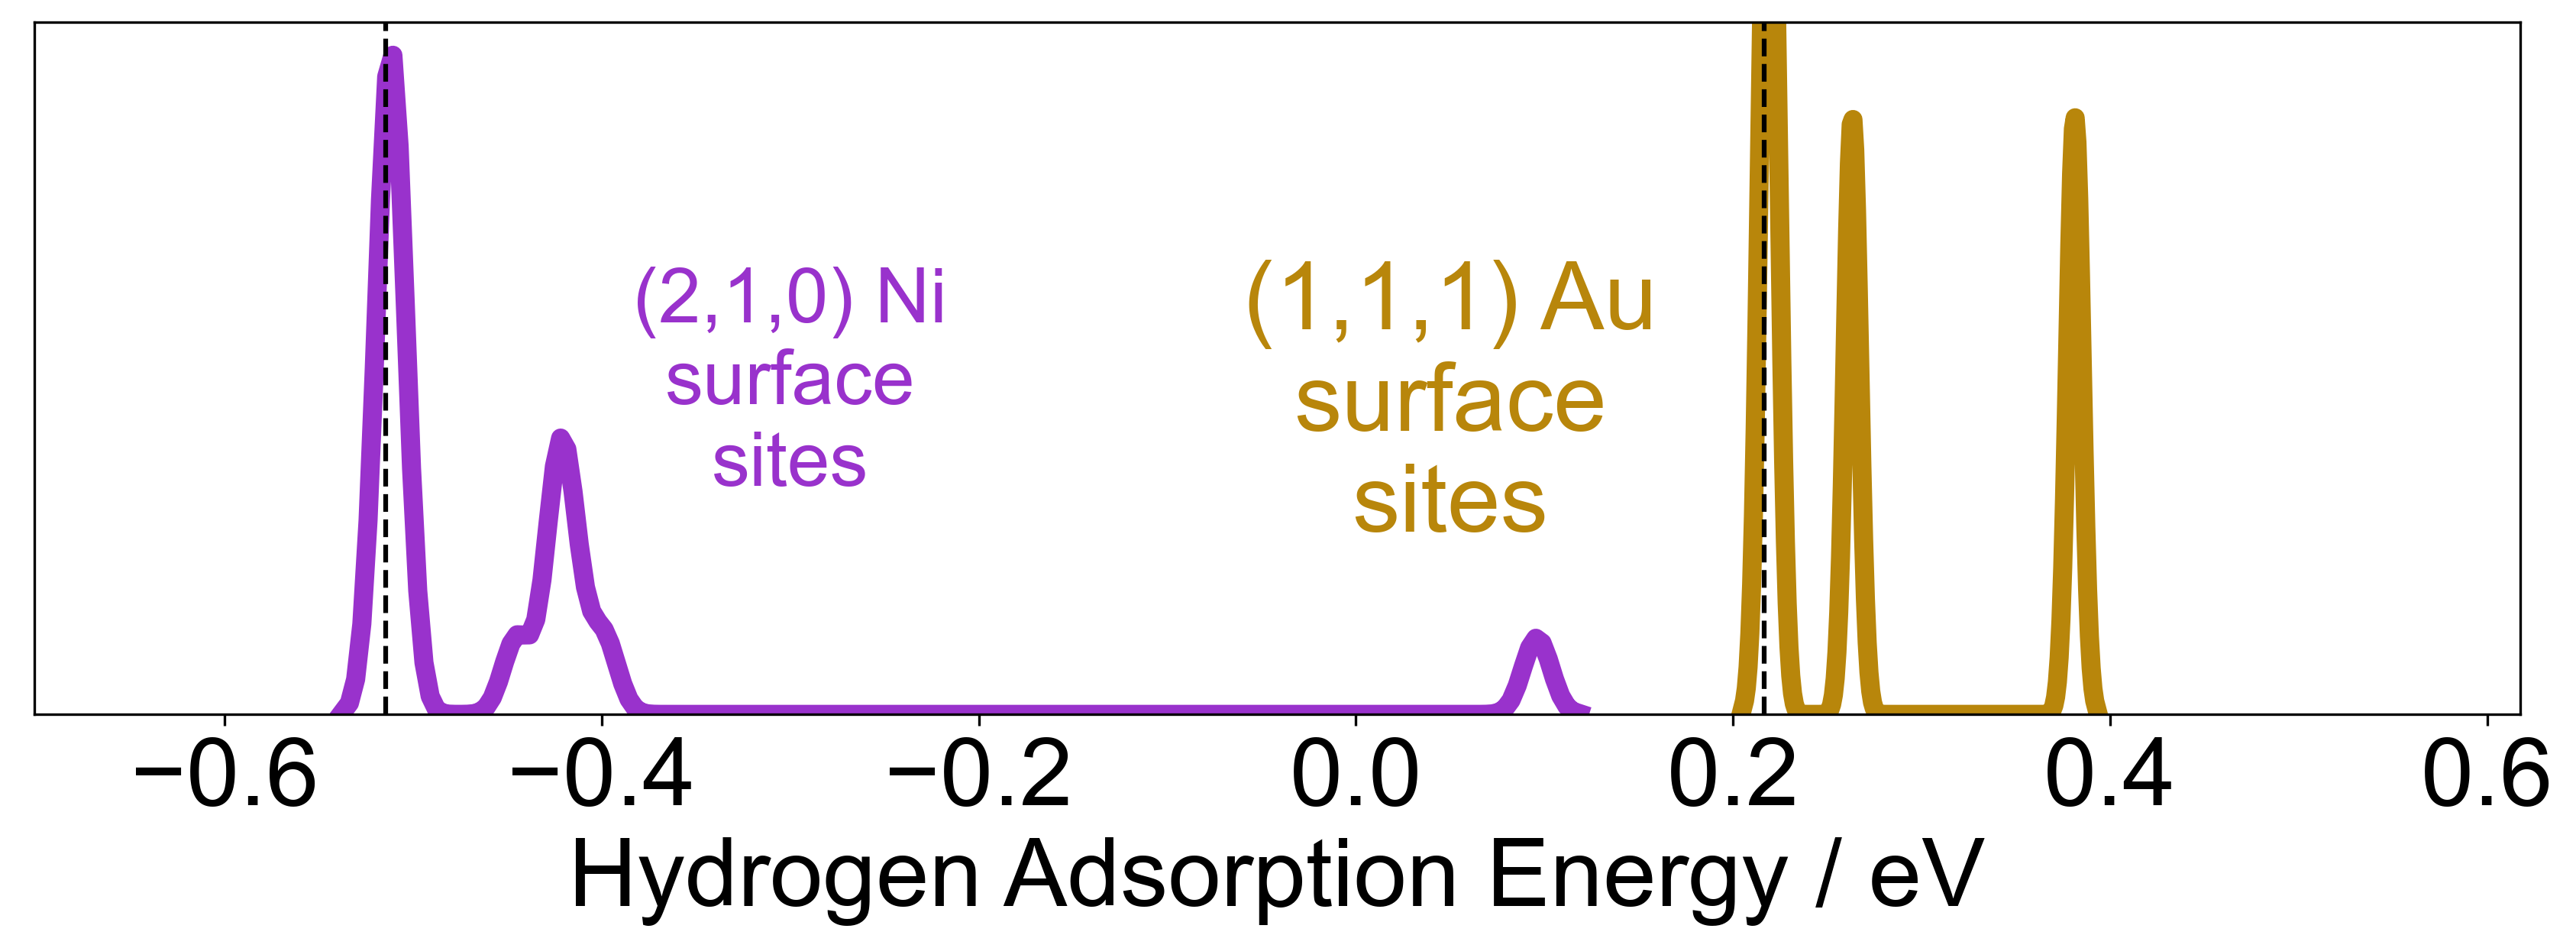 (2,1,0) Ni
surface
sites
(1,1,1) Au
surface
sites
−0.6 −0.4 −0.2 0.0 0.2 0.4 0.6
Hydrogen Adsorption Energy / eV